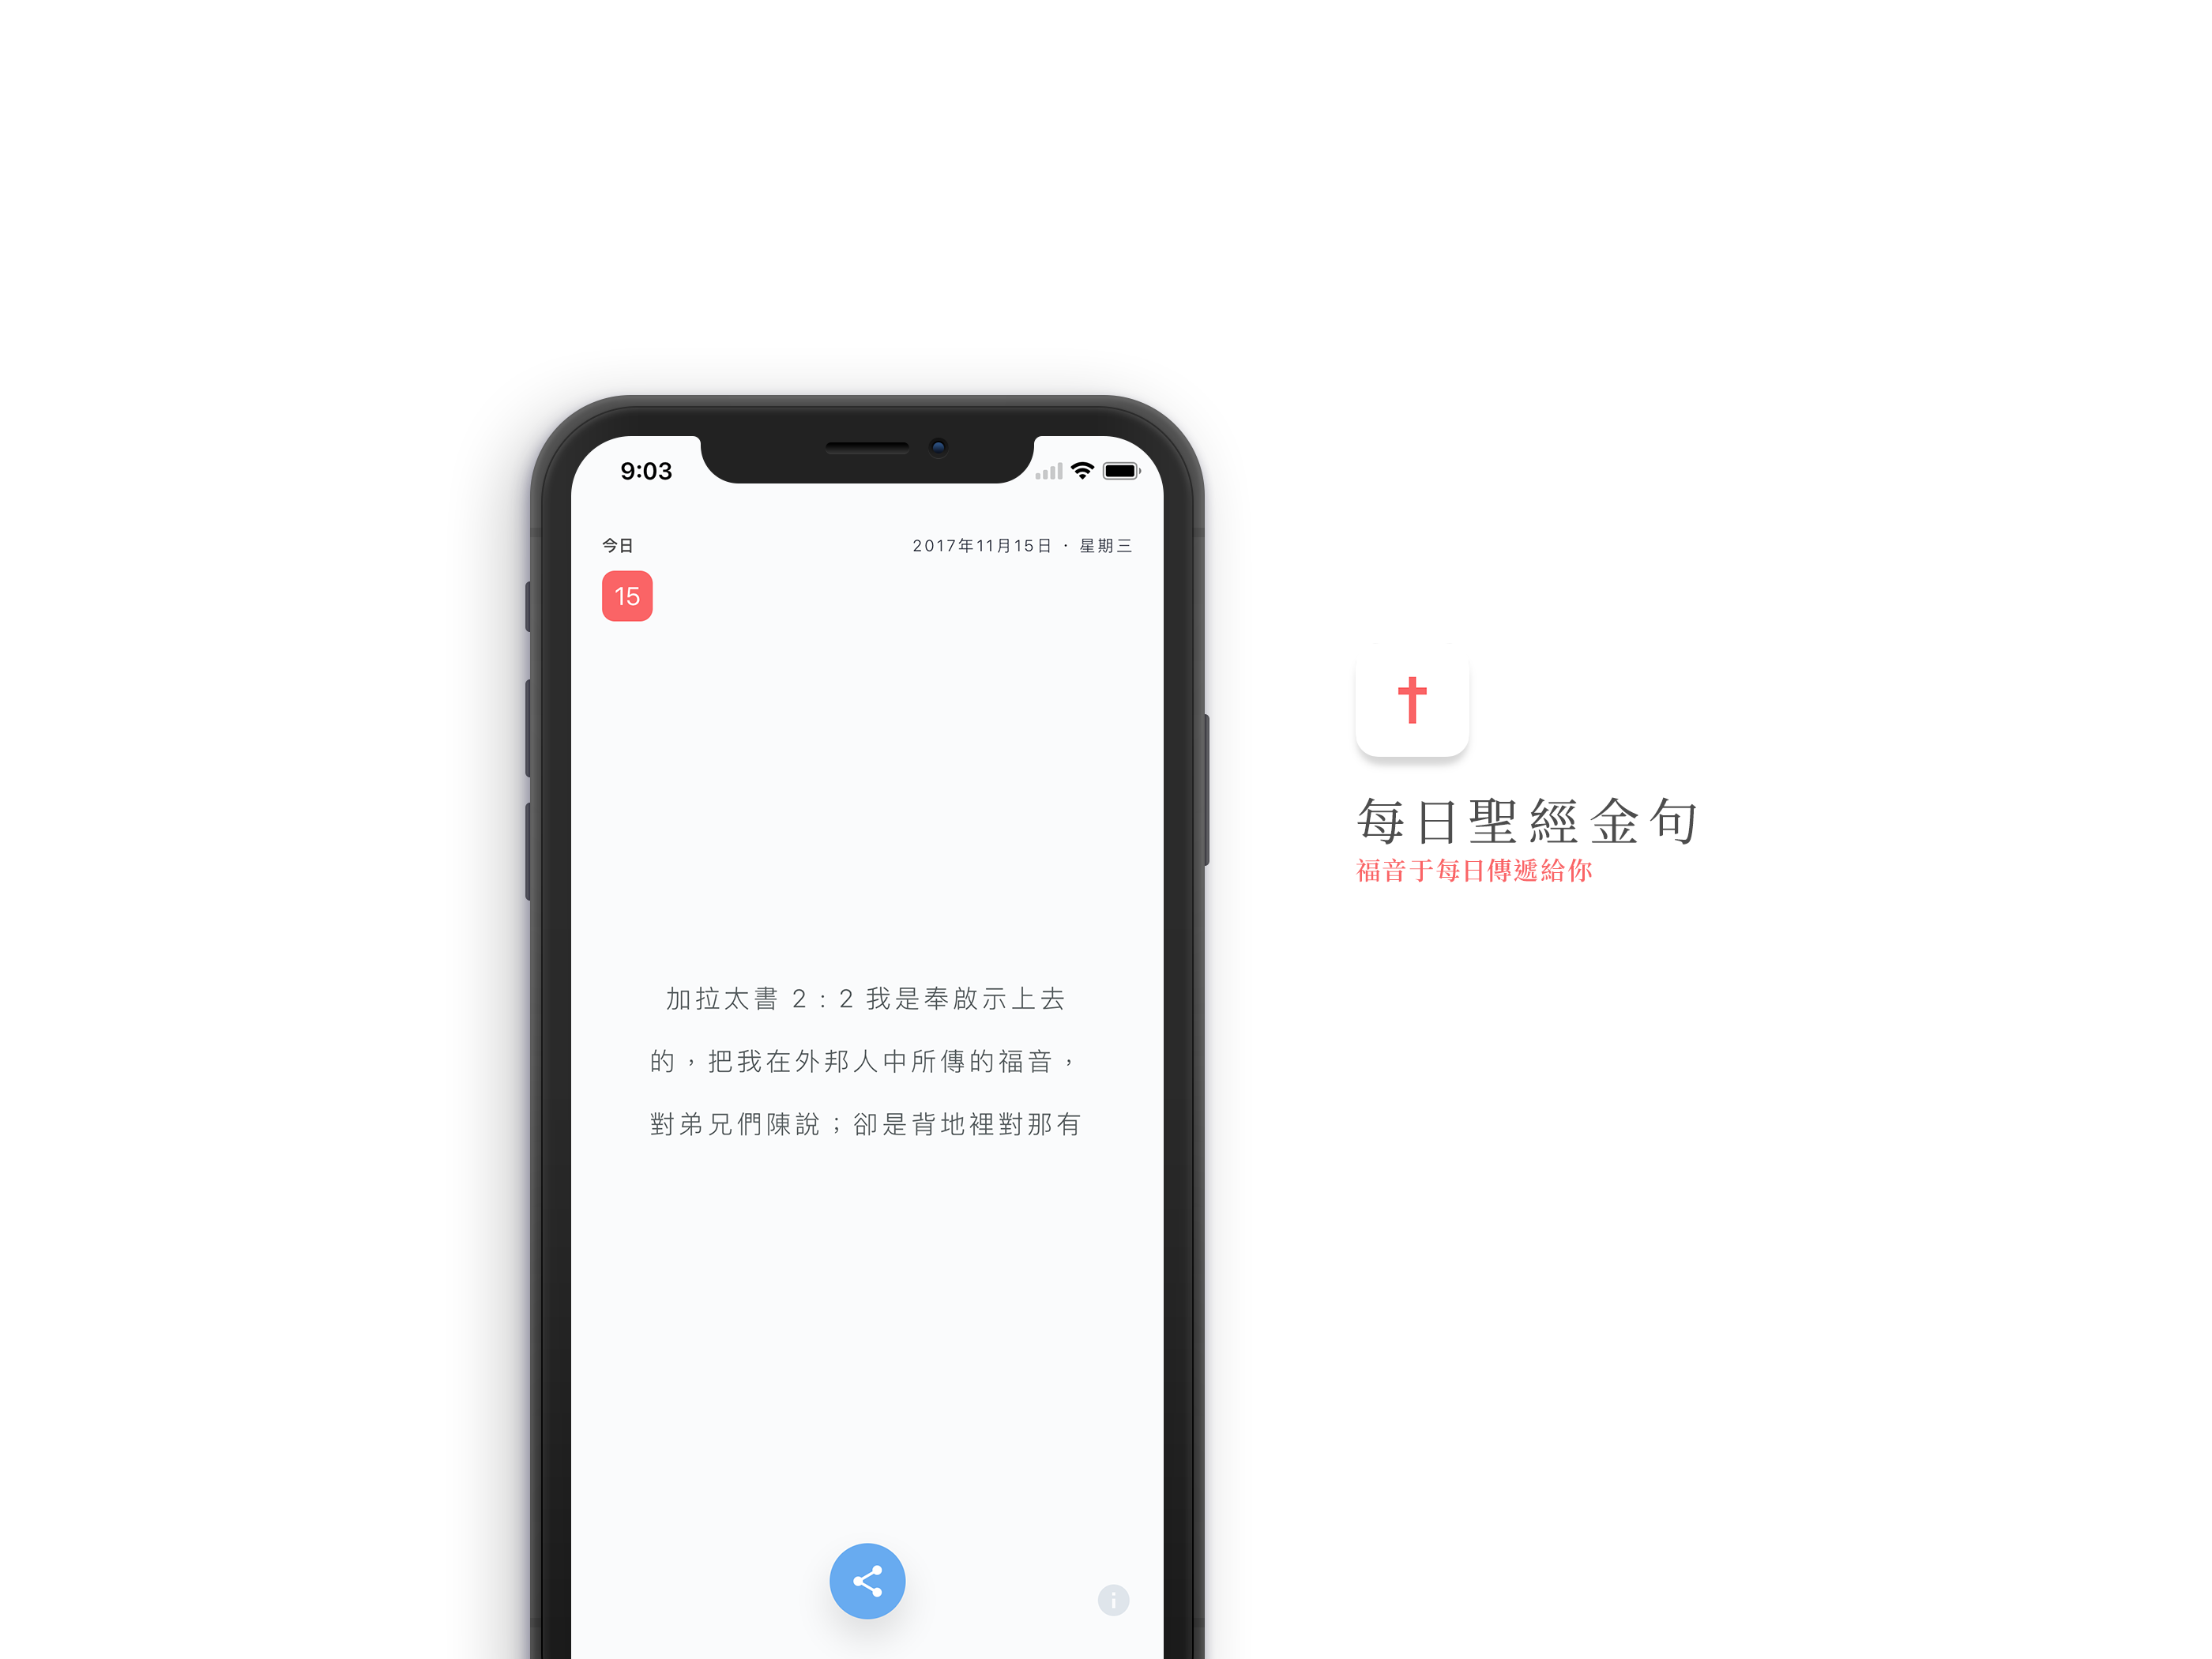 9:03
今日
2017年11月15日 · 星期三
15
加拉太書 2 : 2 我是奉啟示上去
的，把我在外邦人中所傳的福音，
對弟兄們陳說；卻是背地裡對那有
每日聖經金句
福音于每日傳遞給你